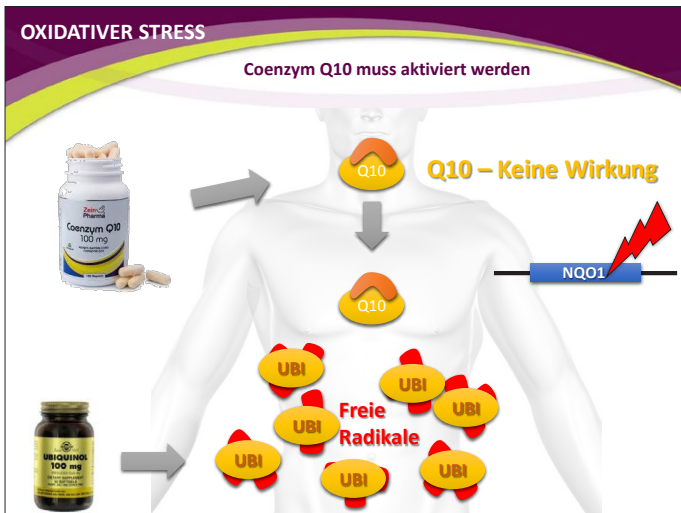 OXIDATIVER STRESS
Coenzym Q10 muss aktiviert werden
Zein
Pharma
Coenzym Q10
100 mg
Q10
Q10 – Keine Wirkung
NQO1
Q10
UBI
UBI
UBI
UBI
Freie
Radikale
UBI
UBI
UBI
UBIQUINOL
100 mg